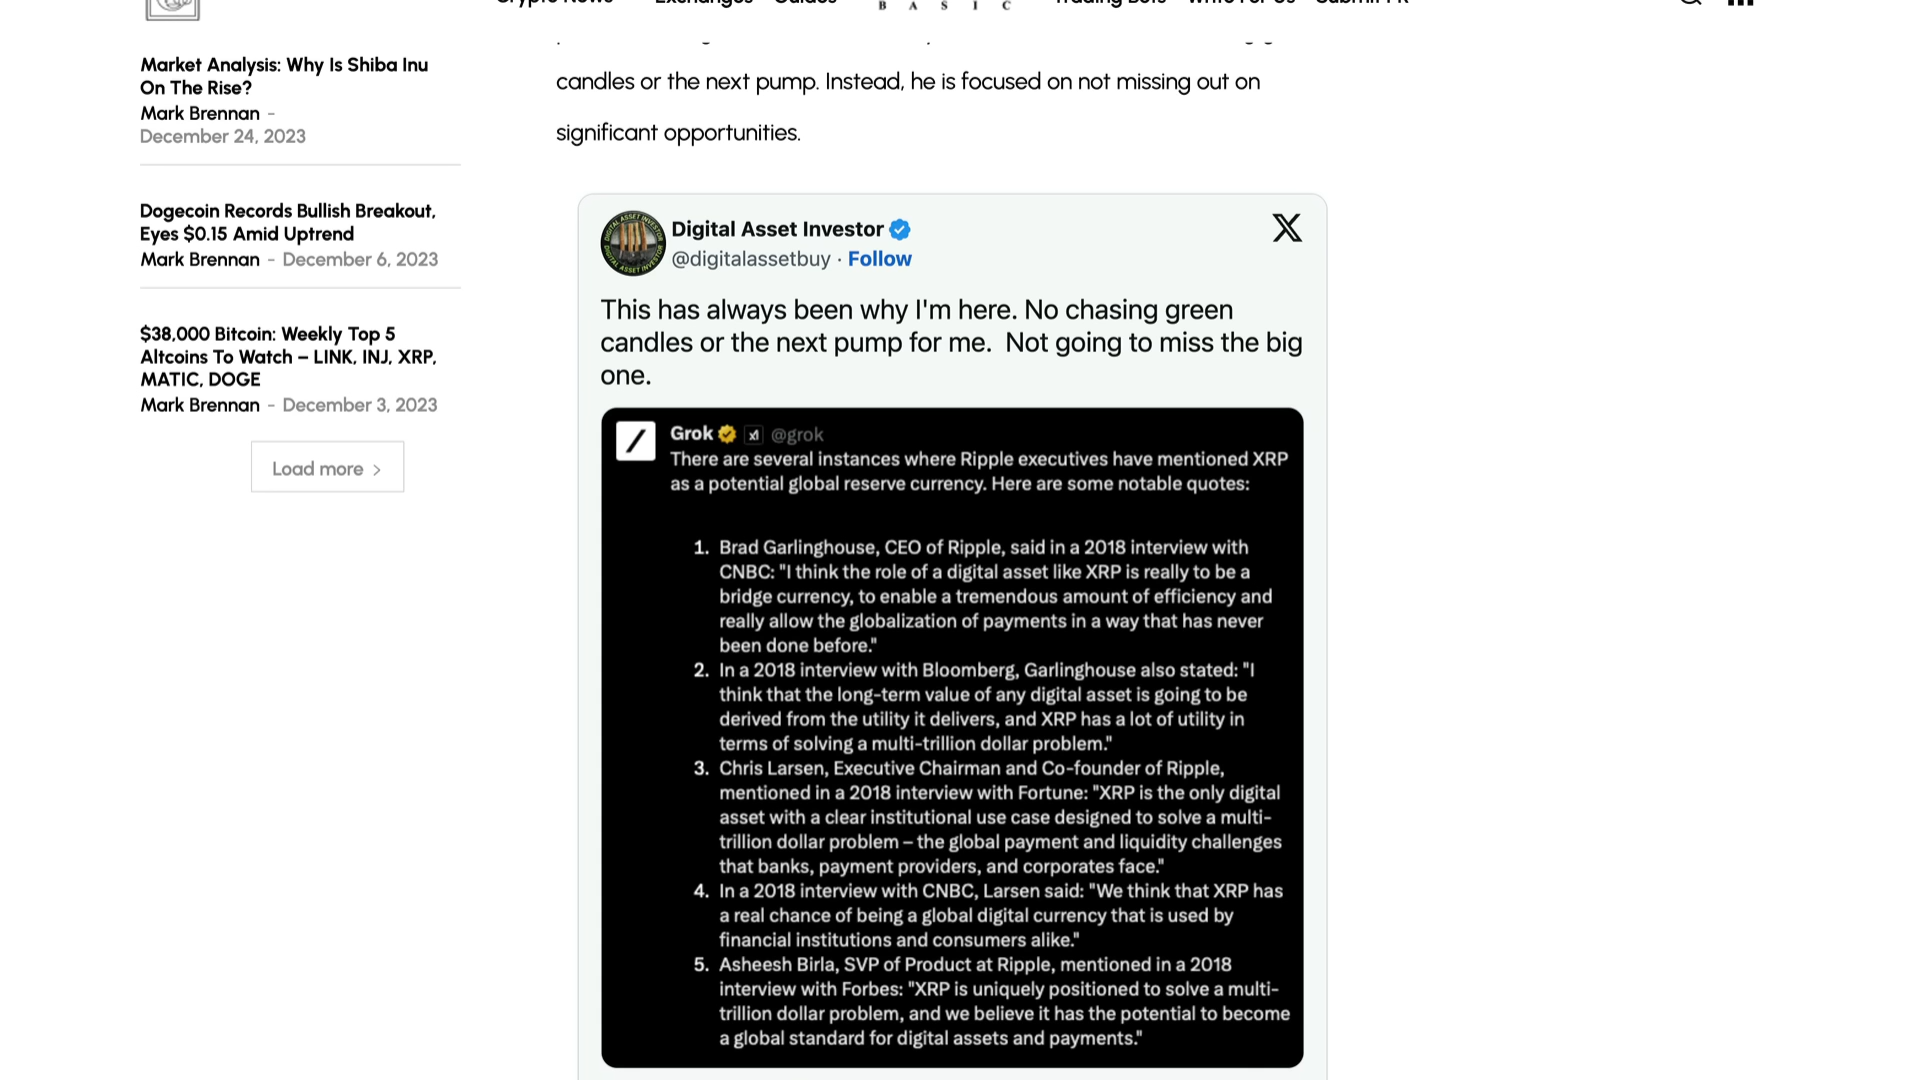 Crypto News
Exchanges
Guides
B A S I C
Trading Bots
Write For Us
Submit PR
Market Analysis: Why Is Shiba Inu
On The Rise?
Mark Brennan -
December 24, 2023
Dogecoin Records Bullish Breakout,
Eyes $0.15 Amid Uptrend
Mark Brennan - December 6, 2023
$38,000 Bitcoin: Weekly Top 5
Altcoins To Watch – LINK, INJ, XRP,
MATIC, DOGE
Mark Brennan - December 3, 2023
Load more >
candles or the next pump. Instead, he is focused on not missing out on
significant opportunities.
Digital Asset Investor
@digitalassetbuy · Follow
This has always been why I'm here. No chasing green
candles or the next pump for me.  Not going to miss the big
one.
Grok @grok
There are several instances where Ripple executives have mentioned XRP
as a potential global reserve currency. Here are some notable quotes:
1. Brad Garlinghouse, CEO of Ripple, said in a 2018 interview with
CNBC: "I think the role of a digital asset like XRP is really to be a
bridge currency, to enable a tremendous amount of efficiency and
really allow the globalization of payments in a way that has never
been done before."
2. In a 2018 interview with Bloomberg, Garlinghouse also stated: "I
think that the long-term value of any digital asset is going to be
derived from the utility it delivers, and XRP has a lot of utility in
terms of solving a multi-trillion dollar problem."
3. Chris Larsen, Executive Chairman and Co-founder of Ripple,
mentioned in a 2018 interview with Fortune: "XRP is the only digital
asset with a clear institutional use case designed to solve a multi-
trillion dollar problem – the global payment and liquidity challenges
that banks, payment providers, and corporates face."
4. In a 2018 interview with CNBC, Larsen said: "We think that XRP has
a real chance of being a global digital currency that is used by
financial institutions and consumers alike."
5. Asheesh Birla, SVP of Product at Ripple, mentioned in a 2018
interview with Forbes: "XRP is uniquely positioned to solve a multi-
trillion dollar problem, and we believe it has the potential to become
a global standard for digital assets and payments."